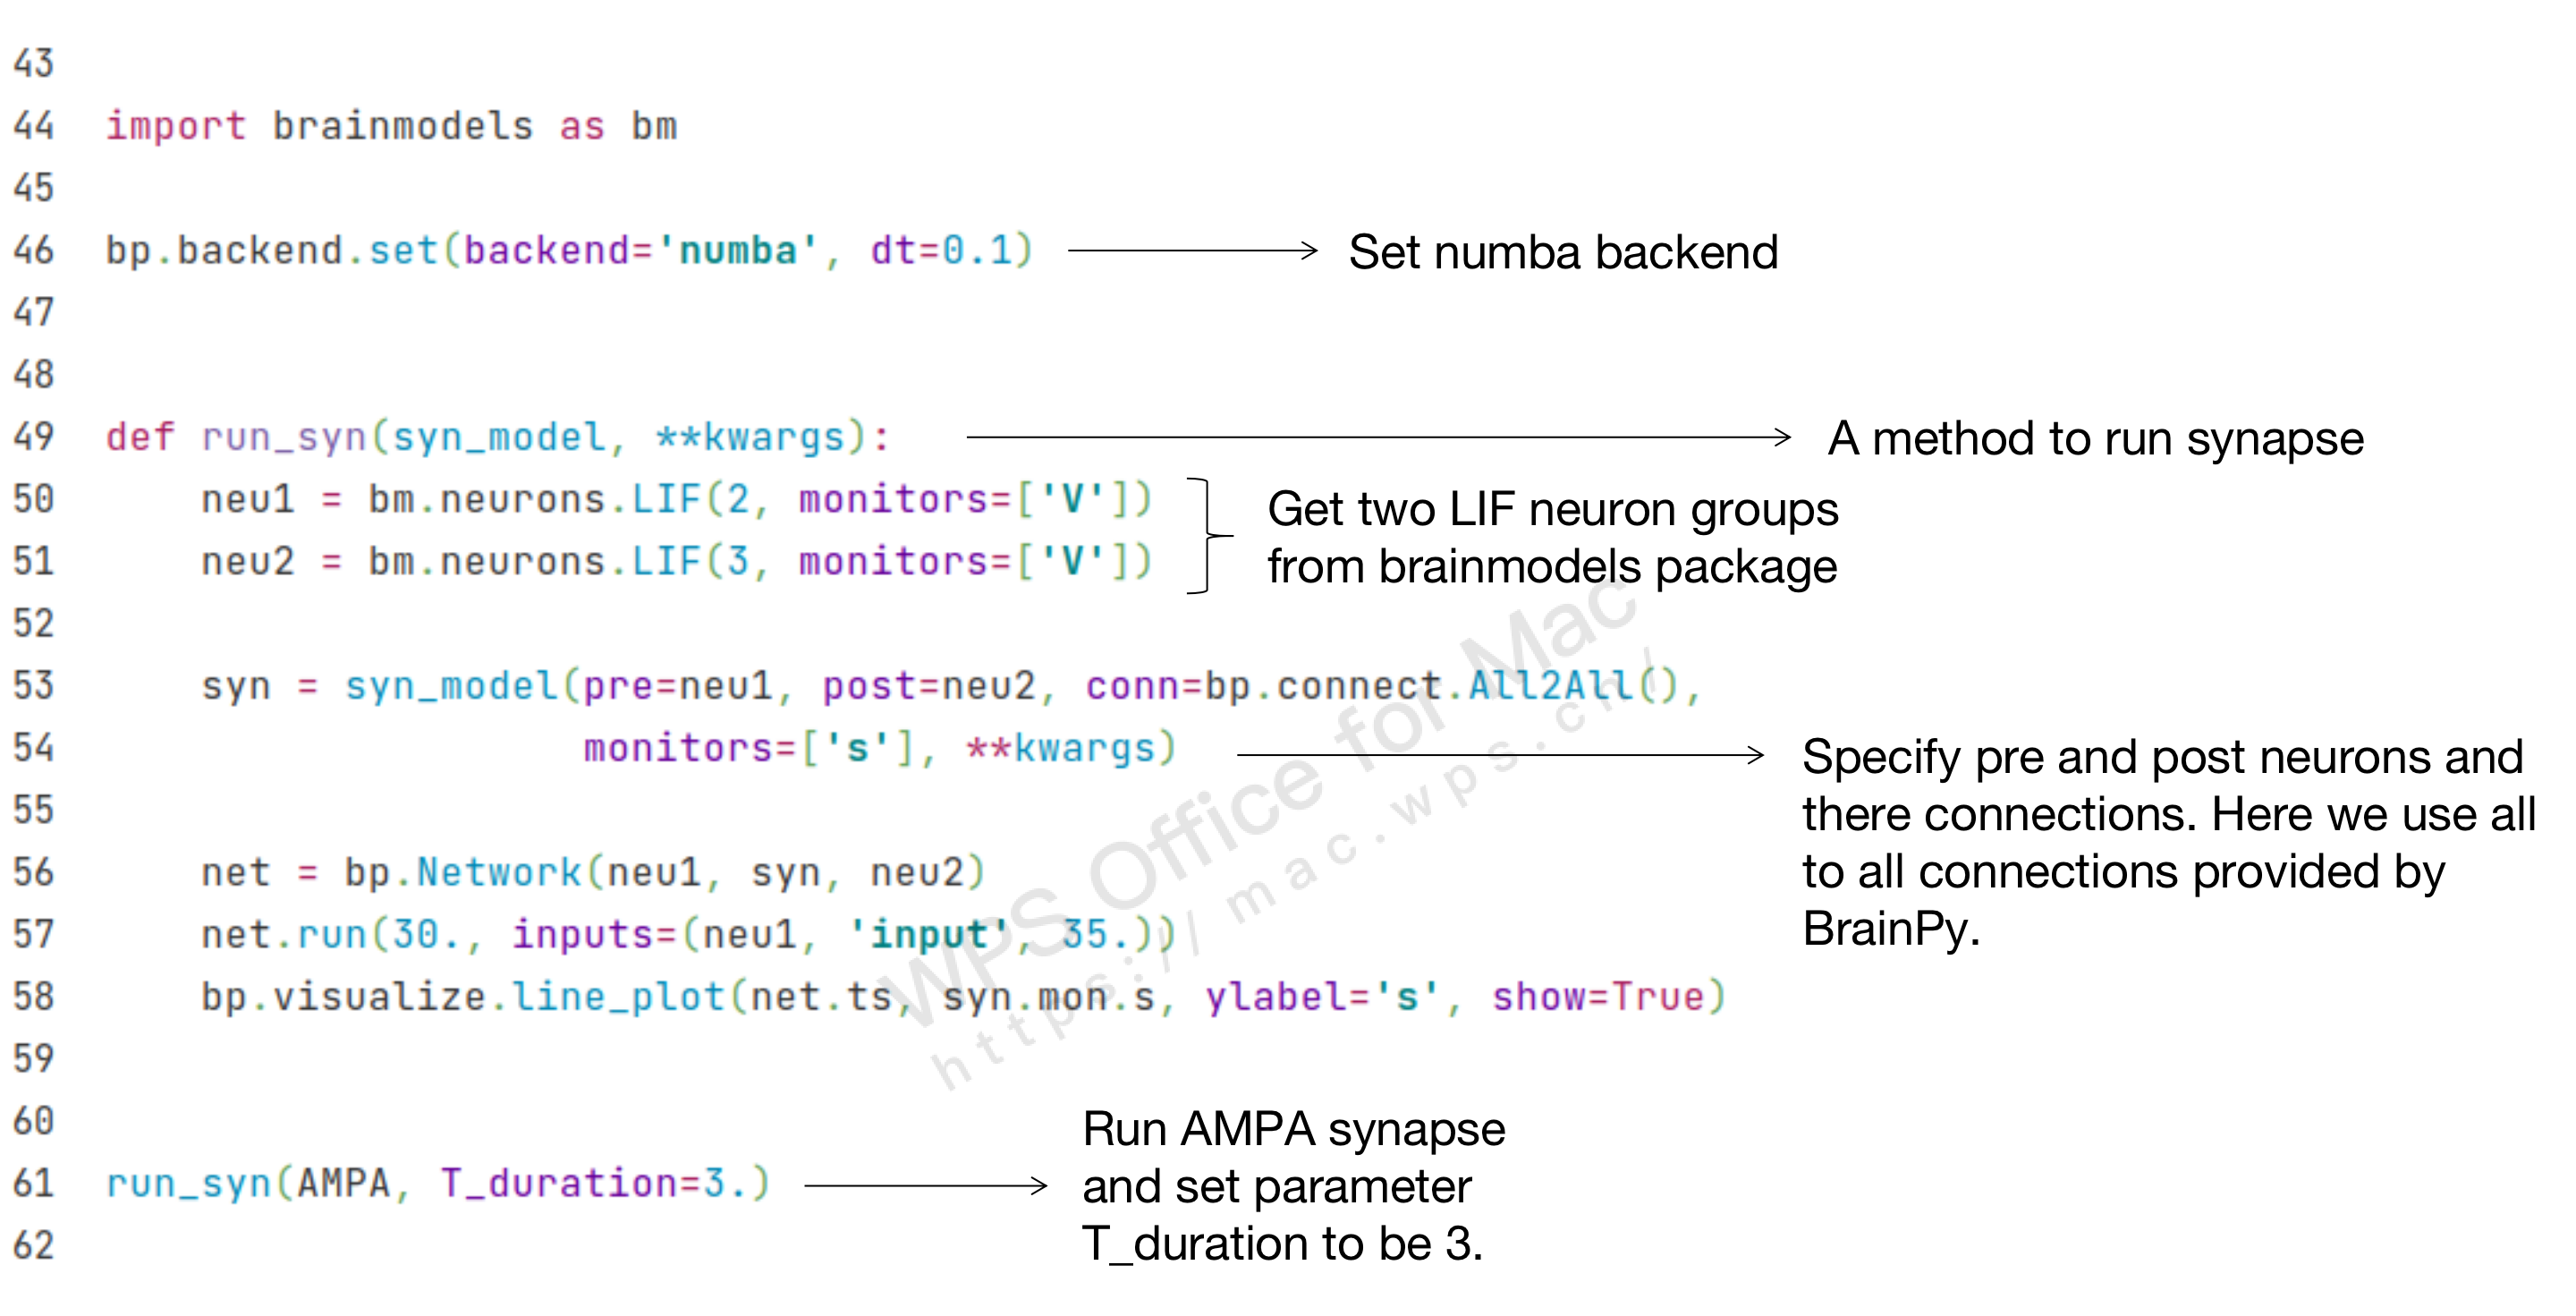 43
44 import brainmodels as bm
45
46 bp.backend.set(backend='numba', dt=0.1)
Set numba backend
47
48
49 def run_syn(syn_model, **kwargs):
A method to run synapse
50     neu1 = bm.neurons.LIF(2, monitors=['V'])
51     neu2 = bm.neurons.LIF(3, monitors=['V'])
Get two LIF neuron groups
from brainmodels package
52
53     syn = syn_model(pre=neu1, post=neu2, conn=bp.connect.All2All(),
54                     monitors=['s'], **kwargs)
Specify pre and post neurons and
there connections. Here we use all
to all connections provided by
BrainPy.
55
56     net = bp.Network(neu1, syn, neu2)
57     net.run(30., inputs=(neu1, 'input', 35.))
58     bp.visualize.line_plot(net.ts, syn.mon.s, ylabel='s', show=True)
59
60
61 run_syn(AMPA, T_duration=3.)
Run AMPA synapse
and set parameter
T_duration to be 3.
62
WPS Office for Mac
https://mac.wps.cn/